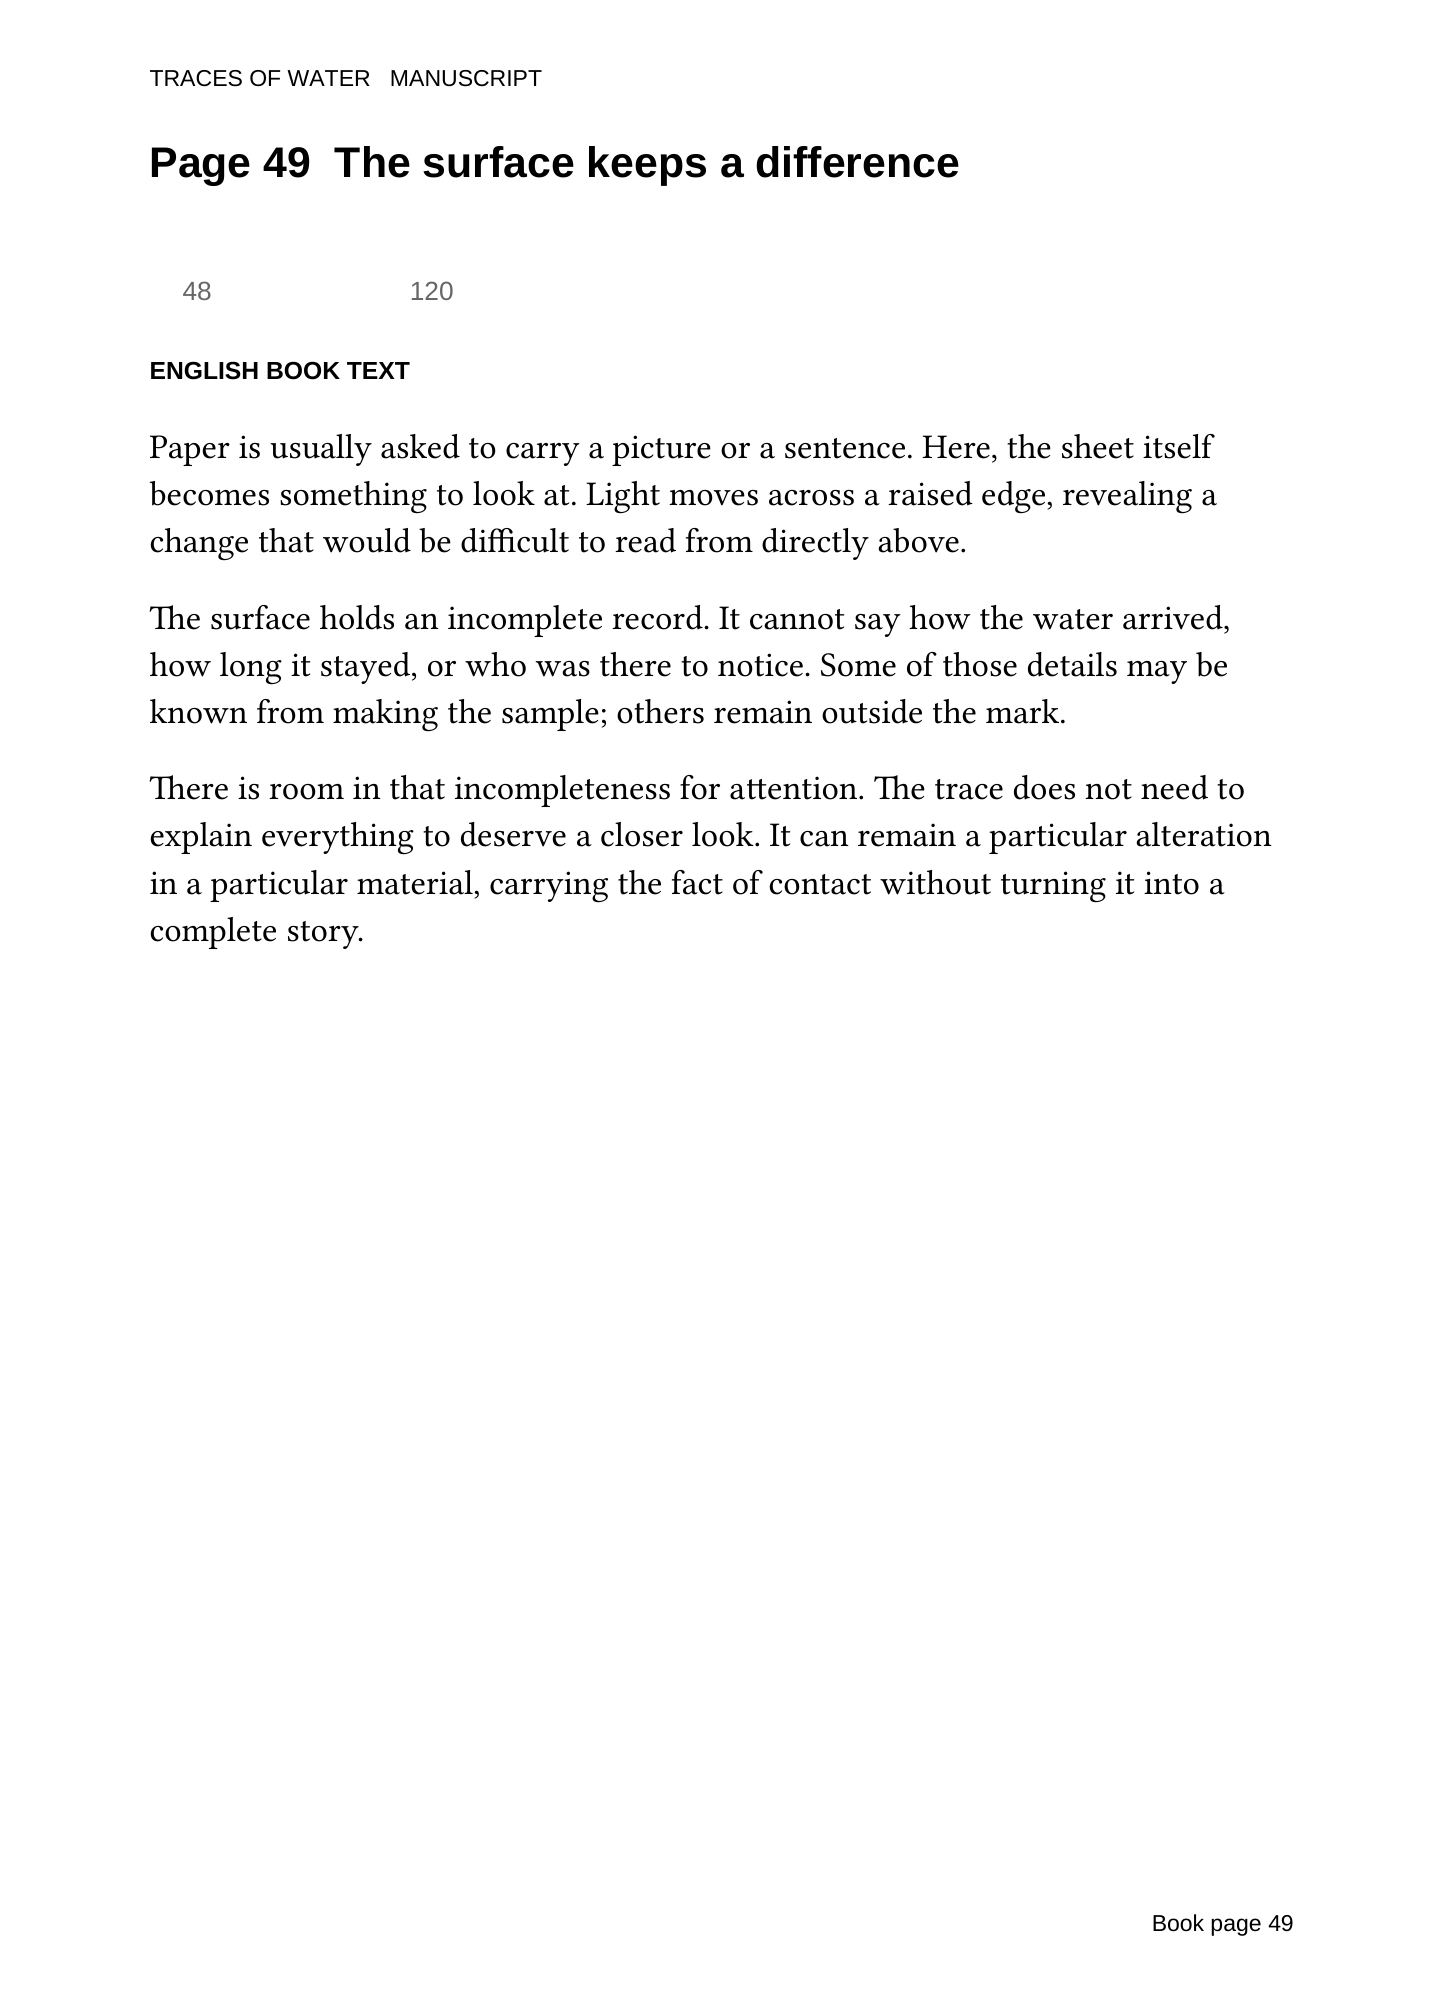 TRACES OF WATER MANUSCRIPT
Page 49 The surface keeps a difference
48 120
ENGLISH BOOK TEXT
Paper is usually asked to carry a picture or a sentence. Here, the sheet itself
becomes something to look at. Light moves across a raised edge, revealing a
change that would be difficult to read from directly above.
The surface holds an incomplete record. It cannot say how the water arrived,
how long it stayed, or who was there to notice. Some of those details may be
known from making the sample; others remain outside the mark.
There is room in that incompleteness for attention. The trace does not need to
explain everything to deserve a closer look. It can remain a particular alteration
in a particular material, carrying the fact of contact without turning it into a
complete story.
Book page 49